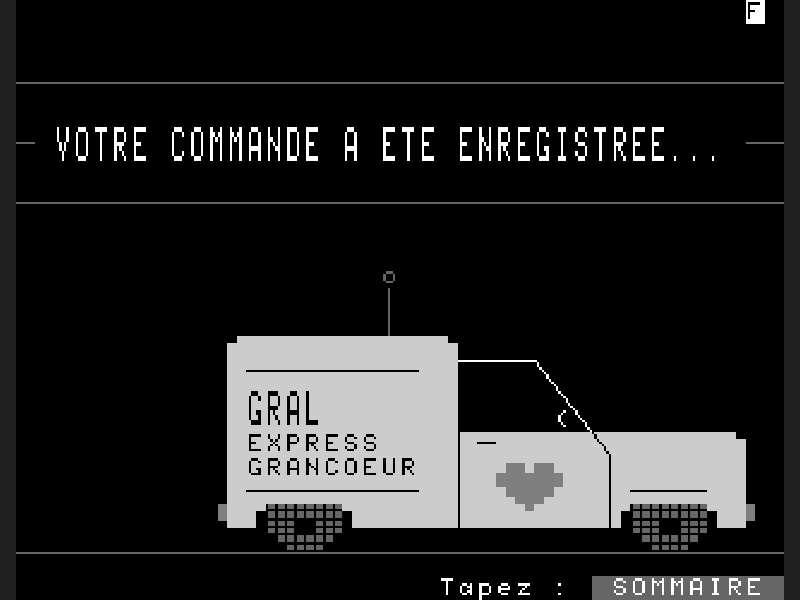 F
VOTRE COMMANDE A ETE ENREGISTREE...
GRAL
EXPRESS
GRANCOEUR
Tapez : SOMMAIRE